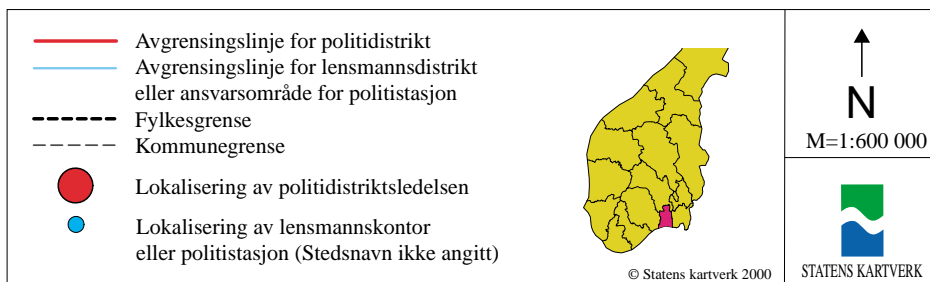 Avgrensingslinje for politidistrikt
Avgrensingslinje for lensmannsdistrikt
eller ansvarsområde for politistasjon
Fylkesgrense
Kommunegrense
Lokalisering av politidistriktsledelsen
Lokalisering av lensmannskontor
eller politistasjon (Stedsnavn ikke angitt)
© Statens kartverk 2000
N
M=1:600 000
STATENS KARTVERK